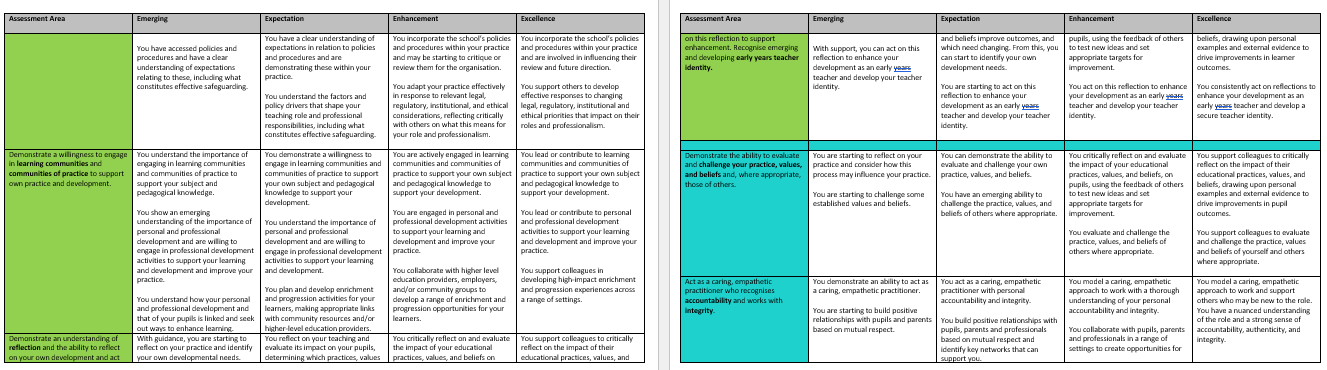 Assessment Area Emerging Expectation Enhancement Excellence
You have accessed policies and
procedures and have a clear
understanding of expectations
relating to these, including what
constitutes effective safeguarding.
You have a clear understanding of
expectations in relation to policies
and procedures and are
demonstrating these within your
practice.
You understand the factors and
policy drivers that shape your
teaching role and professional
responsibilities, including what
constitutes effective safeguarding.
You incorporate the school's policies
and procedures within your practice
and may be starting to critique or
review them for the organisation.
You adapt your practice effectively
in response to relevant legal,
regulatory, institutional, and ethical
considerations, reflecting critically
with others on what this means for
your role and professionalism.
You incorporate the school's policies
and procedures within your practice
and are involved in influencing their
review and future direction.
You support others to develop
effective responses to changing
legal, regulatory, institutional and
ethical priorities that impact on their
roles and professionalism.
Demonstrate a willingness to engage
in learning communities and
communities of practice to support
own practice and development.
You understand the importance of
engaging in learning communities
and communities of practice to
support your subject and
pedagogical knowledge.
You show an emerging
understanding of the importance of
personal and professional
development and are willing to
engage in professional development
activities to support your learning
and development and improve your
practice.
You understand how your personal
and professional development and
that of your pupils is linked and seek
out ways to enhance learning.
You demonstrate a willingness to
engage in learning communities and
communities of practice to support
your own subject and pedagogical
knowledge to support your
development.
You understand the importance of
personal and professional
development and are willing to
engage in professional development
activities to support your learning
and development.
You plan and develop enrichment
and progression activities for your
learners, making appropriate links
with community resources and/or
higher-level education providers.
You are actively engaged in learning
communities and communities of
practice to support your own subject
and pedagogical knowledge to
support your development.
You are engaged in personal and
professional development activities
to support your learning and
development and improve your
practice.
You collaborate with higher level
education providers, employers,
and/or community groups to
develop a range of enrichment and
progression opportunities for your
learners.
You lead or contribute to learning
communities and communities of
practice to support your own subject
and pedagogical knowledge to
support your development.
You lead or contribute to personal
and professional development
activities to support your learning
and development and improve your
practice.
You support colleagues in
developing high-impact enrichment
and progression experiences across
a range of settings.
Demonstrate an understanding of
reflection and the ability to reflect
on your own development and act
With guidance, you are starting to
reflect on your practice and identify
your own developmental needs.
You reflect on your teaching and
evaluate its impact on your pupils,
determining which practices, values
You critically reflect on and evaluate
the impact of your educational
practices, values, and beliefs on
You support colleagues to critically
reflect on the impact of their
educational practices, values, and
Assessment Area Emerging Expectation Enhancement Excellence
on this reflection to support
enhancement. Recognise emerging
and developing early years teacher
identity.
With support, you can act on this
reflection to enhance your
development as an early years
teacher and develop your teacher
identity.
and beliefs improve outcomes, and
which need changing. From this, you
can start to identify your own
development needs.
You are starting to act on this
reflection to enhance your
development as an early years
teacher and develop your teacher
identity.
pupils, using the feedback of others
to test new ideas and set
appropriate targets for
improvement.
You act on this reflection to enhance
your development as an early years
teacher and develop your teacher
identity.
beliefs, drawing upon personal
examples and external evidence to
drive improvements in learner
outcomes.
You consistently act on reflections to
enhance your development as an
early years teacher and develop a
secure teacher identity.
Demonstrate the ability to evaluate
and challenge your practice, values,
and beliefs and, where appropriate,
those of others.
You are starting to reflect on your
practice and consider how this
process may influence your practice.
You are starting to challenge some
established values and beliefs.
You can demonstrate the ability to
evaluate and challenge your own
practice, values, and beliefs.
You have an emerging ability to
challenge the practice, values, and
beliefs of others where appropriate.
You critically reflect on and evaluate
the impact of your educational
practices, values, and beliefs, on
pupils, using the feedback of others
to test new ideas and set
appropriate targets for
improvement.
You evaluate and challenge the
practice, values, and beliefs of
others where appropriate.
You support colleagues to critically
reflect on the impact of their
educational practices, values, and
beliefs, drawing upon personal
examples and external evidence to
drive improvements in pupil
outcomes.
You support colleagues to evaluate
and challenge the practice, values
and beliefs of yourself and others
where appropriate.
Act as a caring, empathetic
practitioner who recognises
accountability and works with
integrity.
You demonstrate an ability to act as
a caring, empathetic practitioner.
You are starting to build positive
relationships with pupils and parents
based on mutual respect.
You act as a caring, empathetic
practitioner with personal
accountability and integrity.
You build positive relationships with
pupils, parents and professionals
based on mutual respect and
identify key networks that can
support you.
You model a caring, empathetic
approach to work with a thorough
understanding of your personal
accountability and integrity.
You collaborate with pupils, parents
and professionals in a range of
settings to create opportunities for
You model a caring, empathetic
approach to work and support
others who may be new to the role.
You have a nuanced understanding
of the role and a strong sense of
accountability, authenticity, and
integrity.